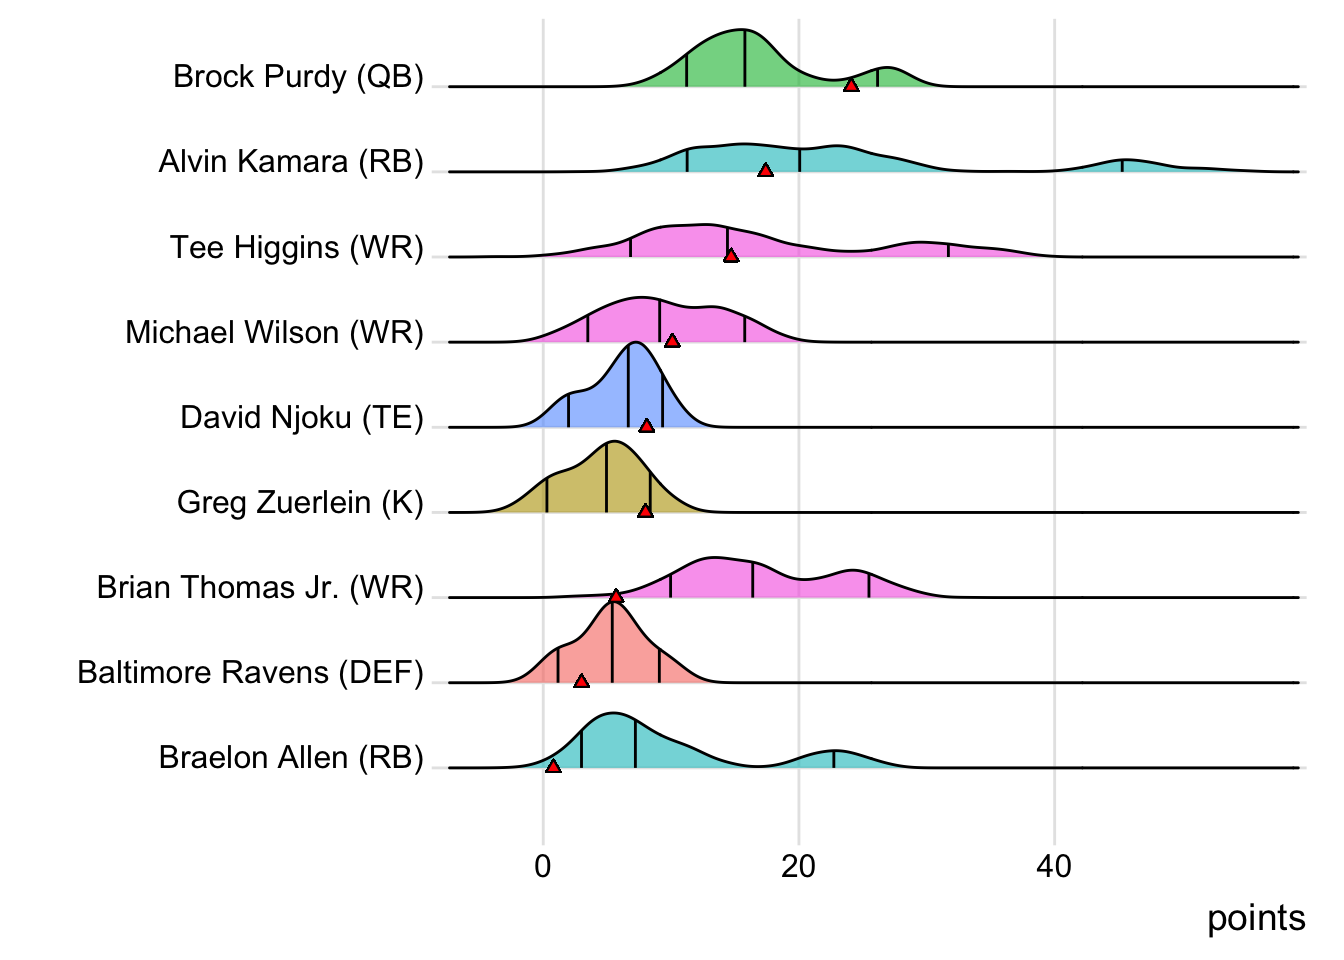 Brock Purdy (QB)
Alvin Kamara (RB)
Tee Higgins (WR)
Michael Wilson (WR)
David Njoku (TE)
Greg Zuerlein (K)
Brian Thomas Jr. (WR)
Baltimore Ravens (DEF)
Braelon Allen (RB)
0 20 40
points